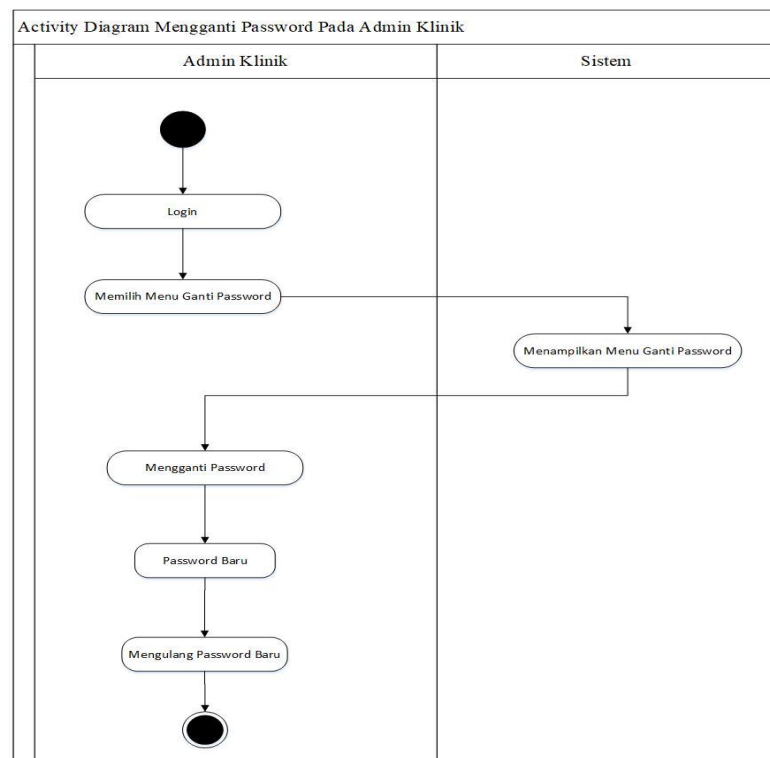 Activity Diagram Mengganti Password Pada Admin Klinik
Admin Klinik
Sistem
Login
Memilih Menu Ganti Password
Menampilkan Menu Ganti Password
Mengganti Password
Password Baru
Mengulang Password Baru